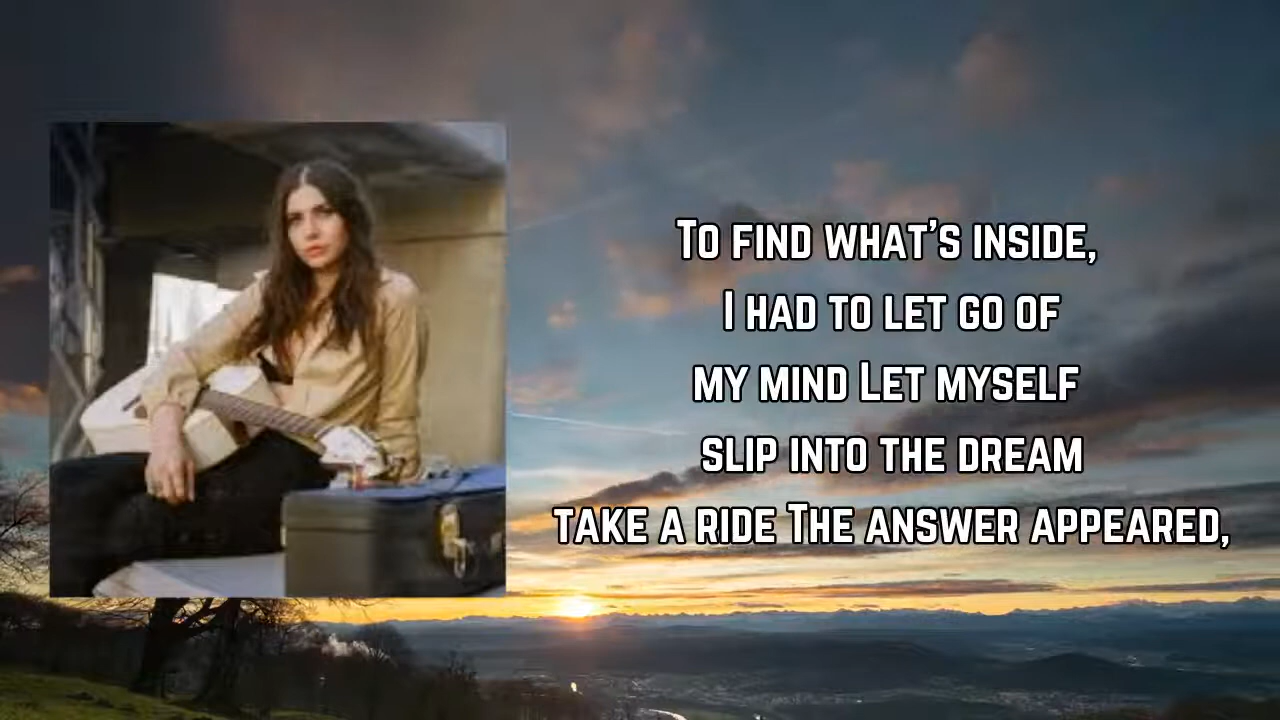 To find what's inside,
I had to let go of
my mind Let myself
slip into the dream
take a ride The answer appeared,